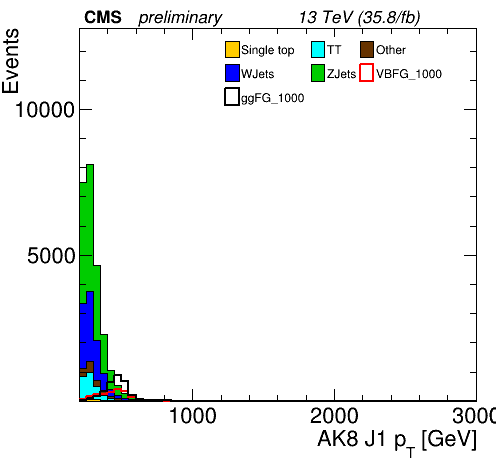 CMS preliminary 13 TeV (35.8/fb)
Events
Single top TT Other
WJets ZJets VBFG_1000
ggFG_1000
10000
5000
1000 2000 3000
AK8 J1 p_T [GeV]